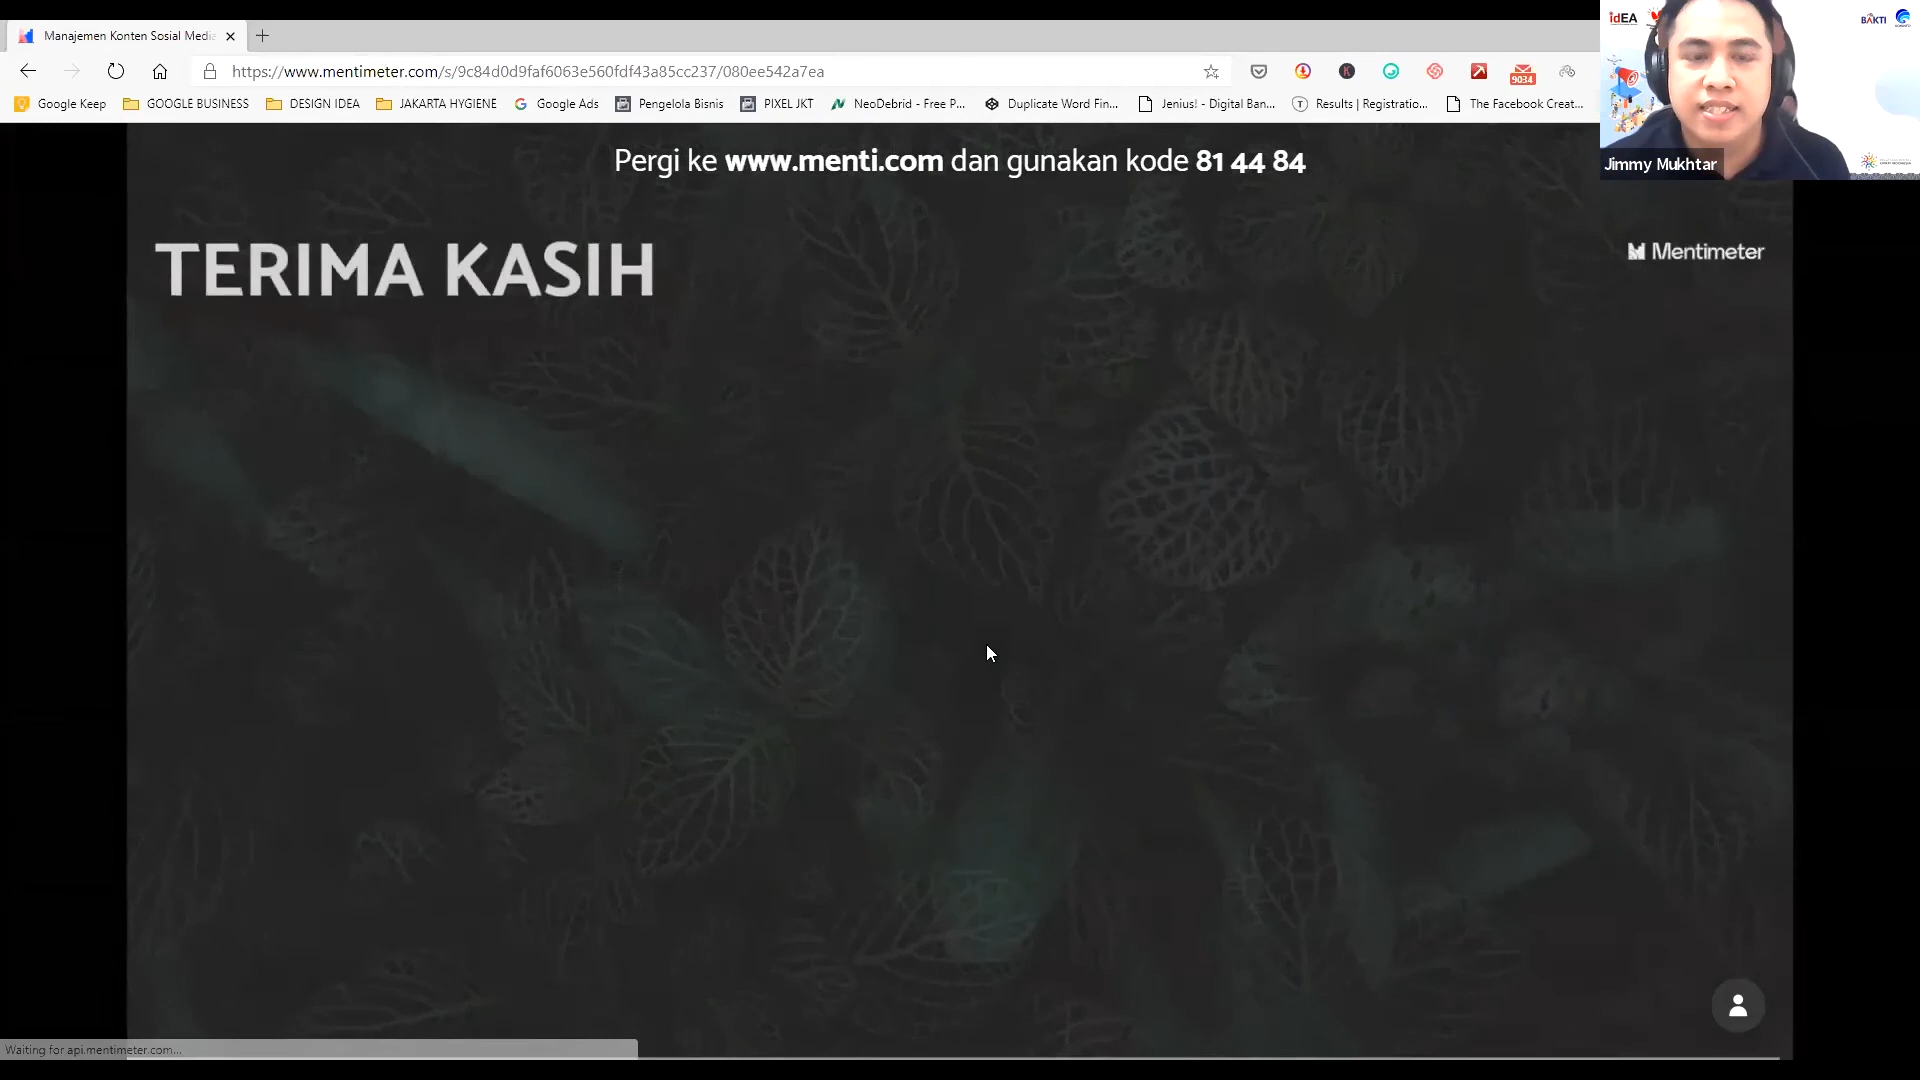 Manajemen Konten Sosial Media
https://www.mentimeter.com/s/9c84d0d9faf6063e560fdf43a85cc237/080ee542a7ea
9034
Google Keep
GOOGLE BUSINESS
DESIGN IDEA
JAKARTA HYGIENE
Google Ads
Pengelola Bisnis
PIXEL JKT
NeoDebrid - Free P...
Duplicate Word Fin...
Jenius! - Digital Ban...
Results | Registratio...
The Facebook Creat...
idEA
BAKTI
Jimmy Mukhtar
Pergi ke www.menti.com dan gunakan kode 81 44 84
TERIMA KASIH
Mentimeter
Waiting for api.mentimeter.com...